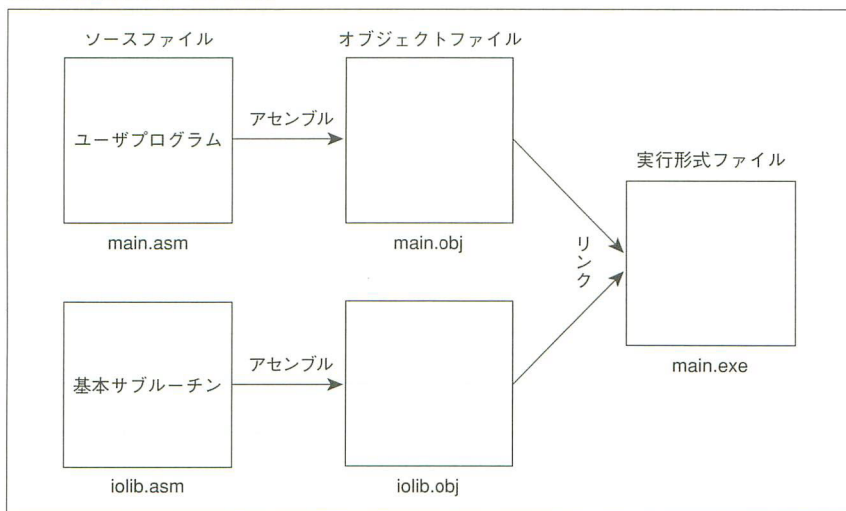 ソースファイル
オブジェクトファイル
ユーザプログラム
アセンブル
main.asm
main.obj
実行形式ファイル
リンク
main.exe
基本サブルーチン
アセンブル
iolib.asm
iolib.obj